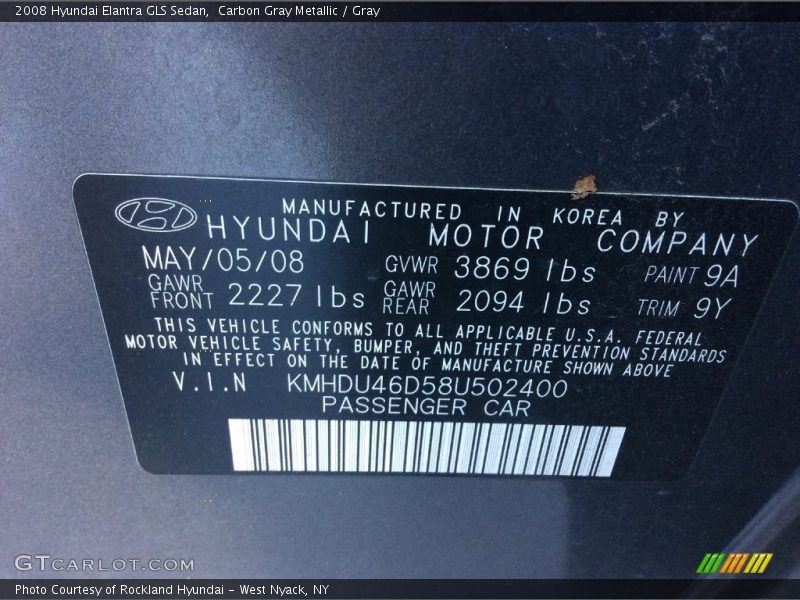 2008 Hyundai Elantra GLS Sedan, Carbon Gray Metallic / Gray
MANUFACTURED IN KOREA BY
HYUNDAI MOTOR COMPANY
MAY/05/08 GVWR 3869 lbs PAINT 9A
GAWR FRONT 2227 lbs GAWR REAR 2094 lbs TRIM 9Y
THIS VEHICLE CONFORMS TO ALL APPLICABLE U.S.A. FEDERAL
MOTOR VEHICLE SAFETY, BUMPER, AND THEFT PREVENTION STANDARDS
IN EFFECT ON THE DATE OF MANUFACTURE SHOWN ABOVE
V.I.N KMHDU46D58U502400
PASSENGER CAR
GTCARLOT.COM
Photo Courtesy of Rockland Hyundai - West Nyack, NY